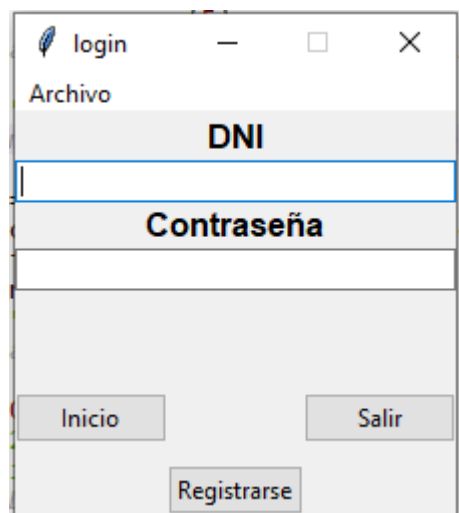 login
Archivo
DNI
Contraseña
Inicio Salir
Registrarse